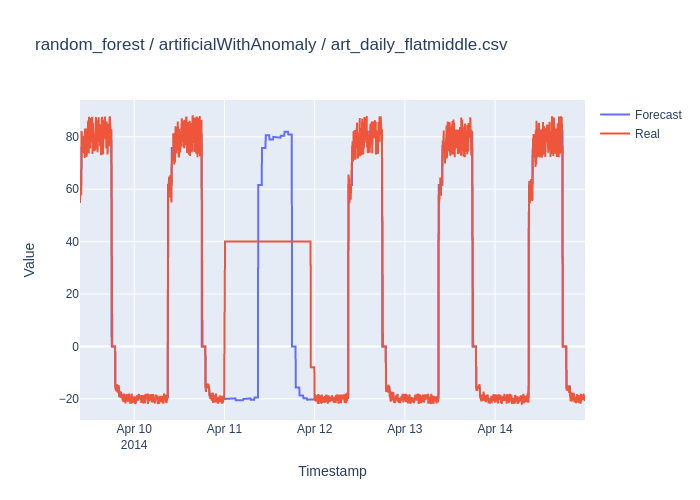 random_forest / artificialWithAnomaly / art_daily_flatmiddle.csv
Forecast
Real
80
60
40
20
0
−20
Value
Apr 10
2014
Apr 11
Apr 12
Apr 13
Apr 14
Timestamp